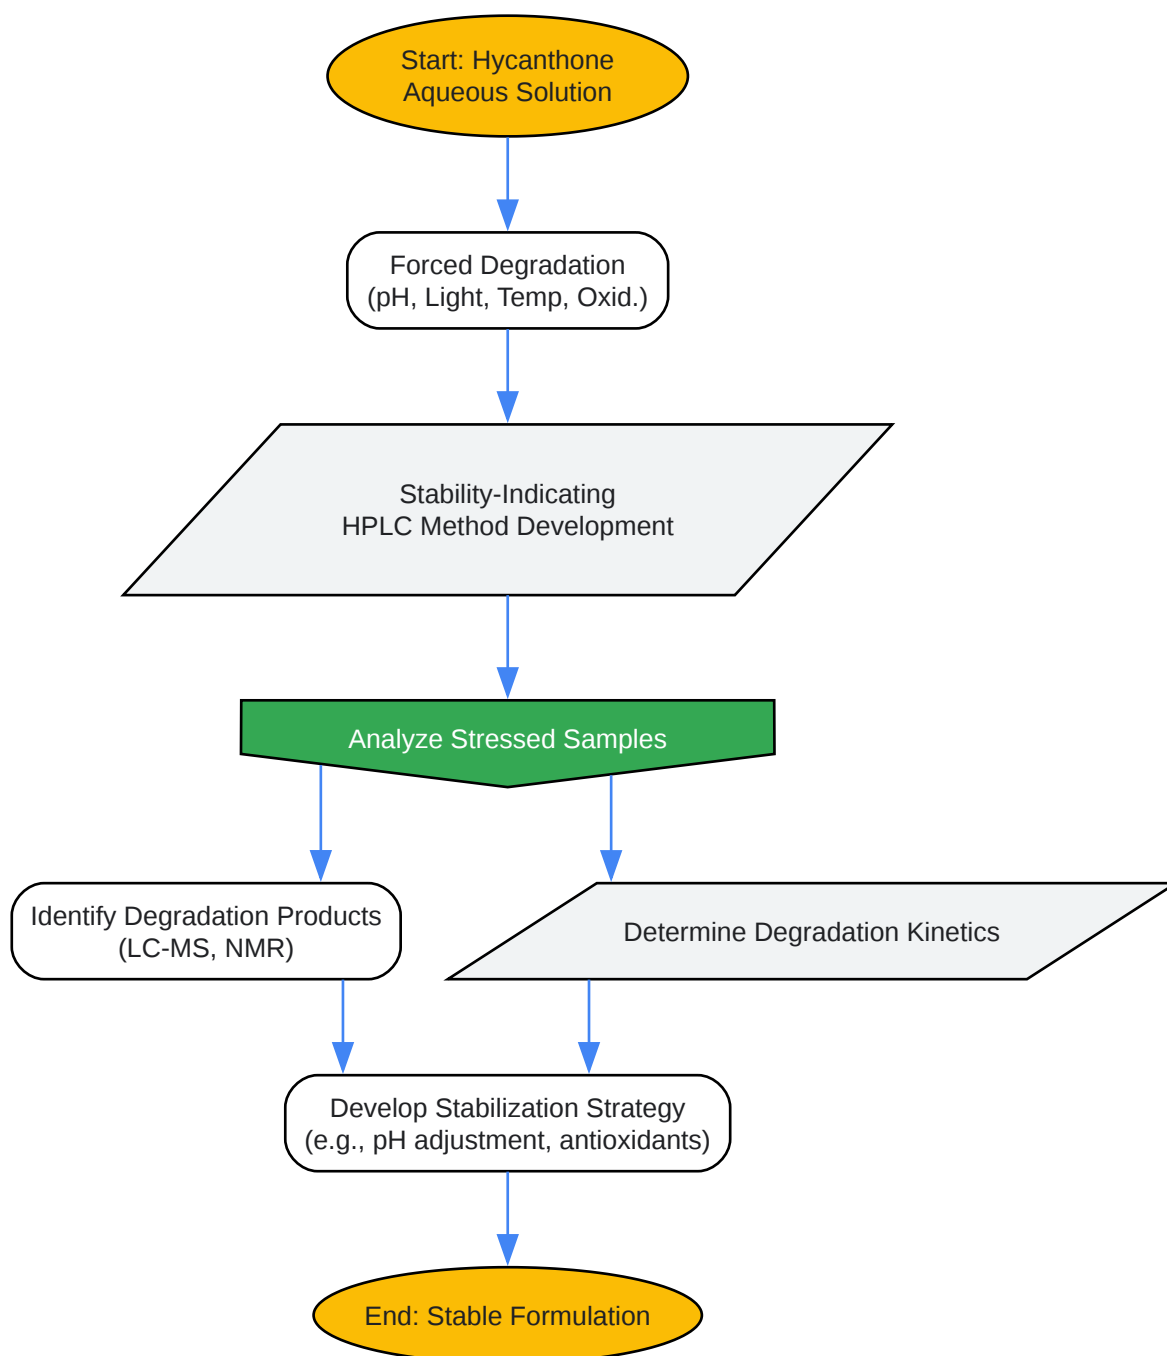 Start: Hycanthone
Aqueous Solution
Forced Degradation
(pH, Light, Temp, Oxid.)
Stability-Indicating
HPLC Method Development
Analyze Stressed Samples
Identify Degradation Products
(LC-MS, NMR)
Determine Degradation Kinetics
Develop Stabilization Strategy
(e.g., pH adjustment, antioxidants)
End: Stable Formulation